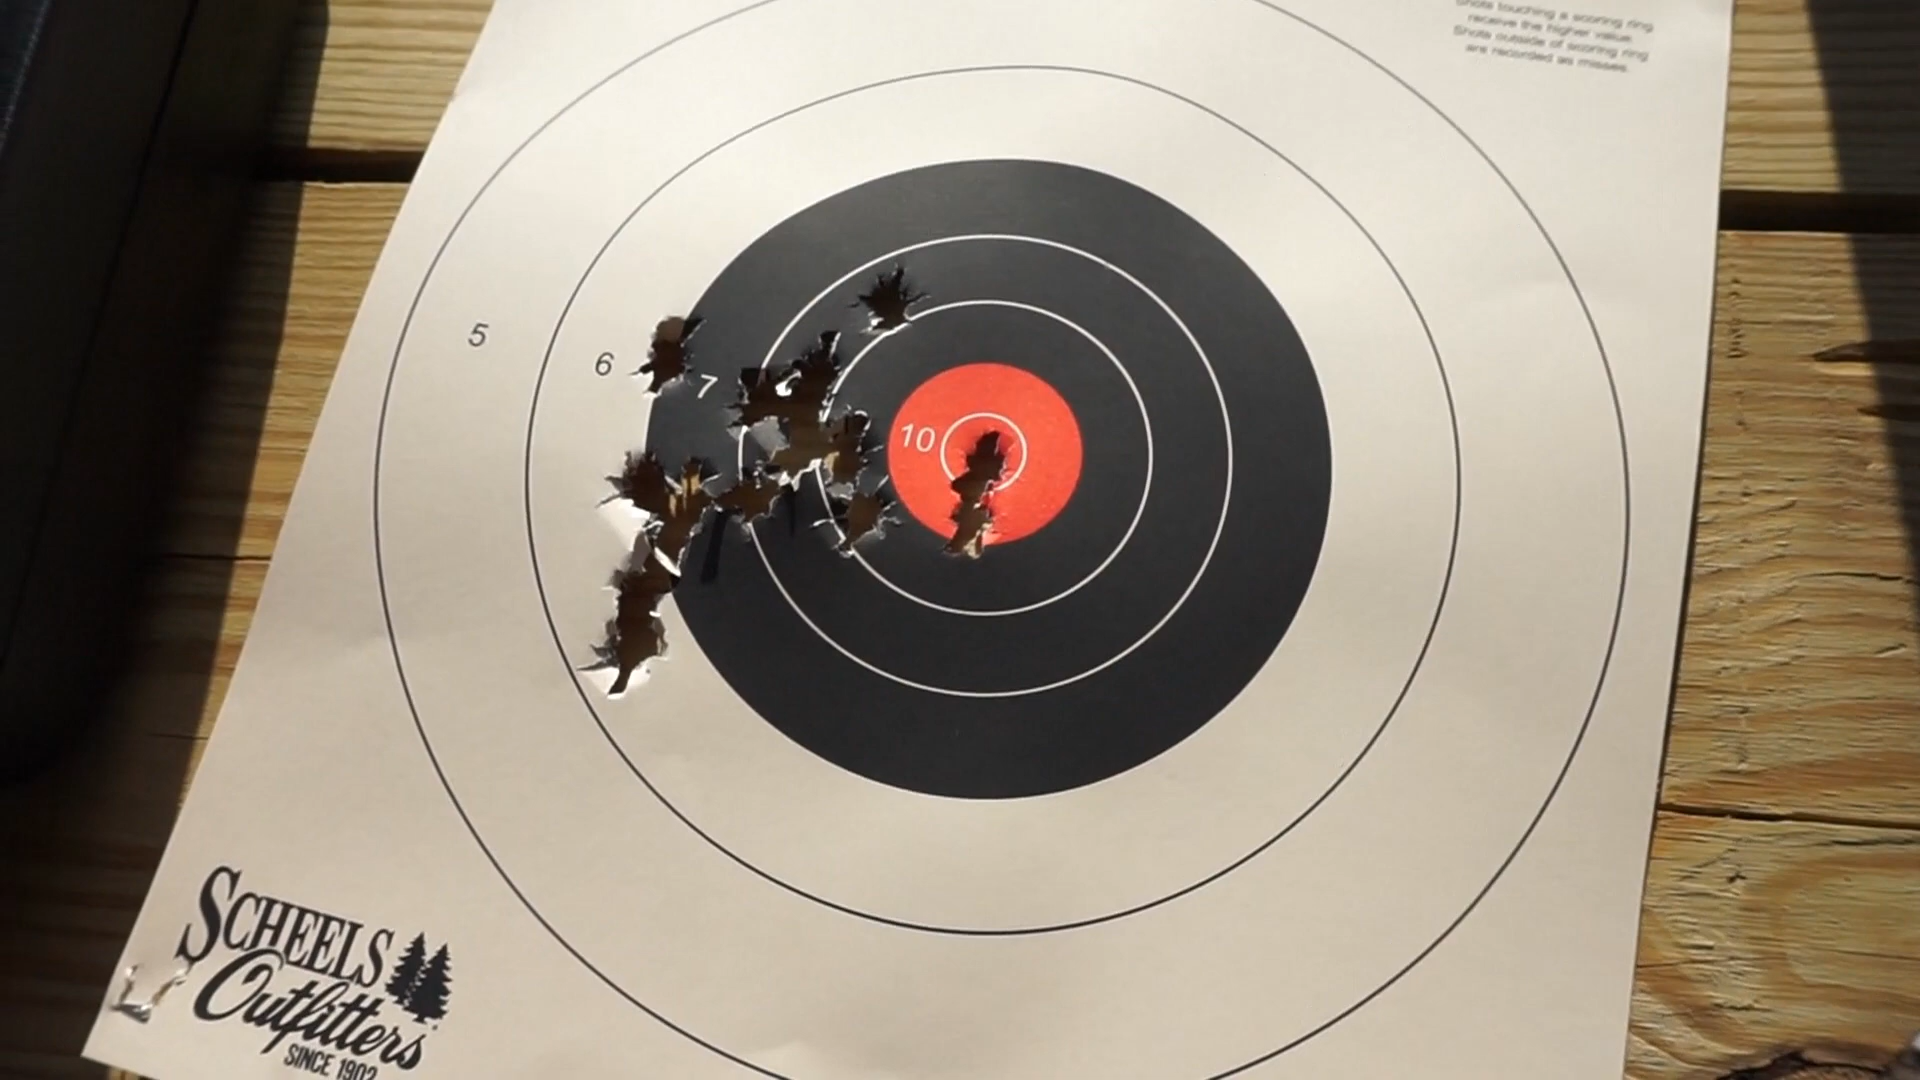 Shots touching a scoring ring
receive the higher value.
Shots outside of scoring ring
are recorded as misses.
5
6
7
10
SCHEELS
Outfitters
SINCE 1902